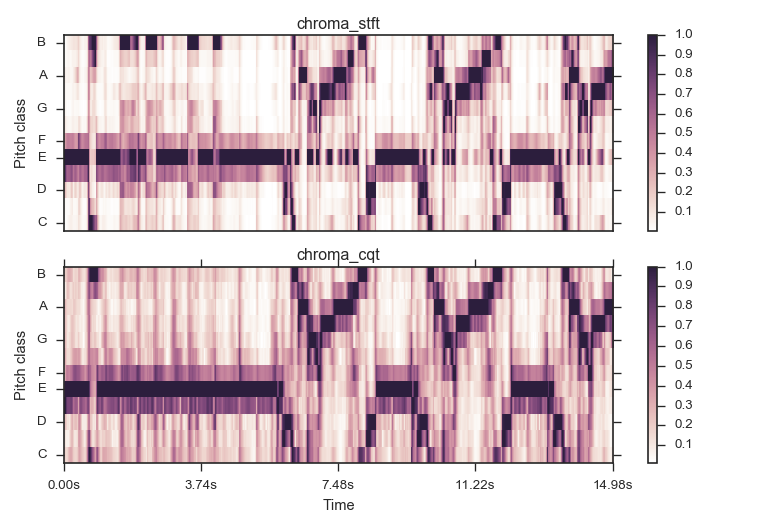 chroma_stft
Pitch class
B
A
G
F
E
D
C
1.0
0.9
0.8
0.7
0.6
0.5
0.4
0.3
0.2
0.1
chroma_cqt
Pitch class
B
A
G
F
E
D
C
1.0
0.9
0.8
0.7
0.6
0.5
0.4
0.3
0.2
0.1
0.00s 3.74s 7.48s 11.22s 14.98s
Time